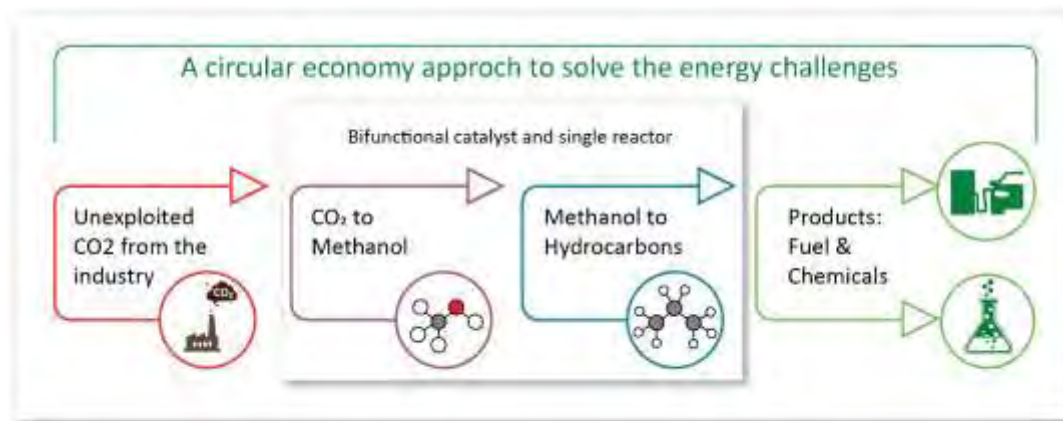 A circular economy approch to solve the energy challenges
Bifunctional catalyst and single reactor
Unexploited
CO2 from the
industry
CO₂
CO₂ to
Methanol
Methanol to
Hydrocarbons
Products:
Fuel &
Chemicals